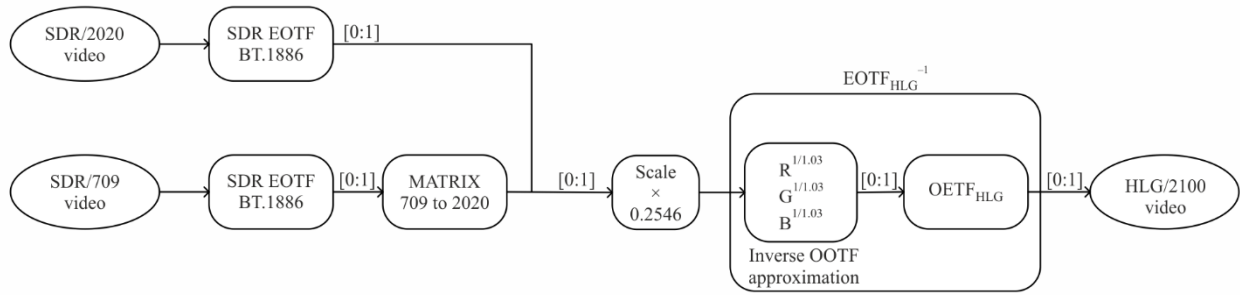 SDR/2020
video
SDR EOTF
BT.1886
[0:1]
EOTF_HLG^−1
SDR/709
video
SDR EOTF
BT.1886
[0:1]
MATRIX
709 to 2020
[0:1]
Scale
×
0.2546
R^1/1.03
G^1/1.03
B^1/1.03
Inverse OOTF
approximation
[0:1]
OETF_HLG
[0:1]
HLG/2100
video